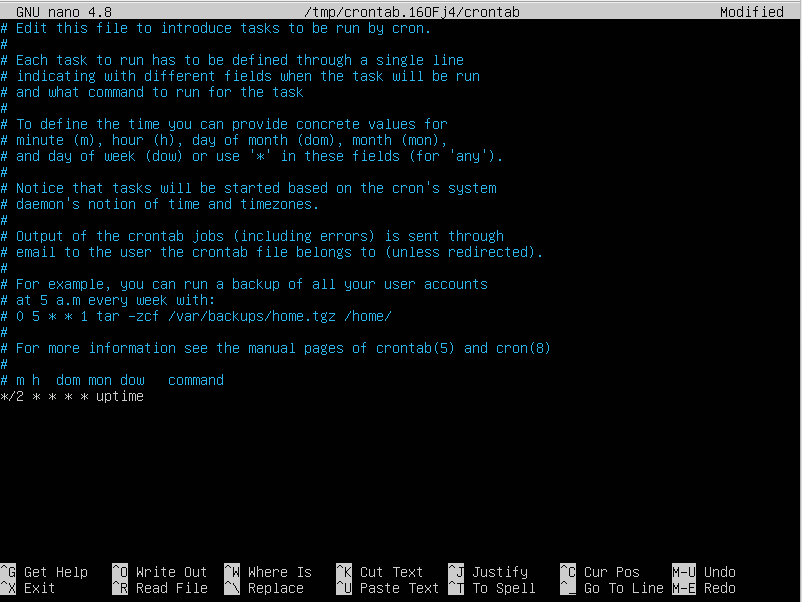 GNU nano 4.8 /tmp/crontab.160Fj4/crontab Modified
# Edit this file to introduce tasks to be run by cron.
#
# Each task to run has to be defined through a single line
# indicating with different fields when the task will be run
# and what command to run for the task
#
# To define the time you can provide concrete values for
# minute (m), hour (h), day of month (dom), month (mon),
# and day of week (dow) or use '*' in these fields (for 'any').
#
# Notice that tasks will be started based on the cron's system
# daemon's notion of time and timezones.
#
# Output of the crontab jobs (including errors) is sent through
# email to the user the crontab file belongs to (unless redirected).
#
# For example, you can run a backup of all your user accounts
# at 5 a.m every week with:
# 0 5 * * 1 tar -zcf /var/backups/home.tgz /home/
#
# For more information see the manual pages of crontab(5) and cron(8)
#
# m h  dom mon dow   command
*/2 * * * * uptime
^G Get Help ^O Write Out ^W Where Is ^K Cut Text ^J Justify ^C Cur Pos M-U Undo
^X Exit ^R Read File ^\ Replace ^U Paste Text ^T To Spell ^_ Go To Line M-E Redo